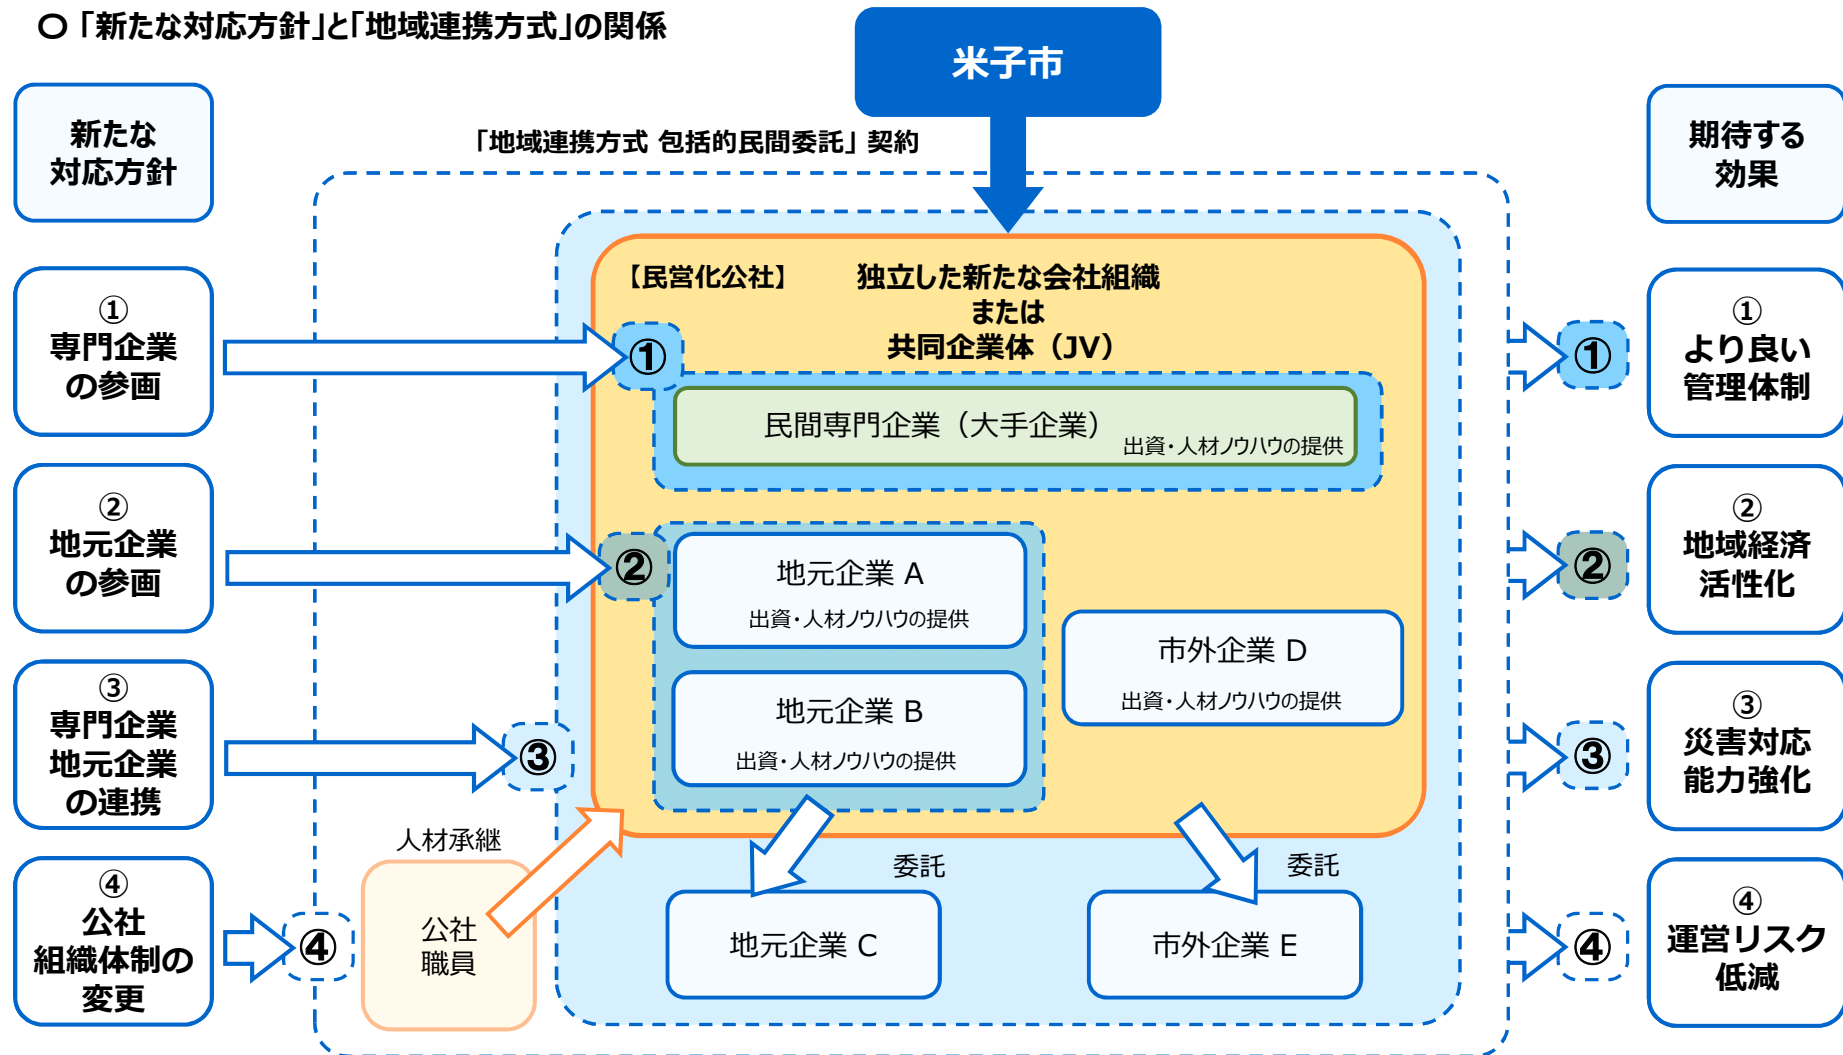 〇「新たな対応方針」と「地域連携方式」の関係
米子市
新たな
対応方針
「地域連携方式 包括的民間委託」 契約
期待する
効果
①
専門企業
の参画
②
地元企業
の参画
③
専門企業
地元企業
の連携
④
公社
組織体制の
変更
【民営化公社】
独立した新たな会社組織
または
共同企業体（JV）
①
民間専門企業（大手企業）
出資・人材ノウハウの提供
②
地元企業 A
出資・人材ノウハウの提供
地元企業 B
出資・人材ノウハウの提供
市外企業 D
出資・人材ノウハウの提供
③
人材承継
④
公社
職員
委託
地元企業 C
委託
市外企業 E
①
②
③
④
①
より良い
管理体制
②
地域経済
活性化
③
災害対応
能力強化
④
運営リスク
低減